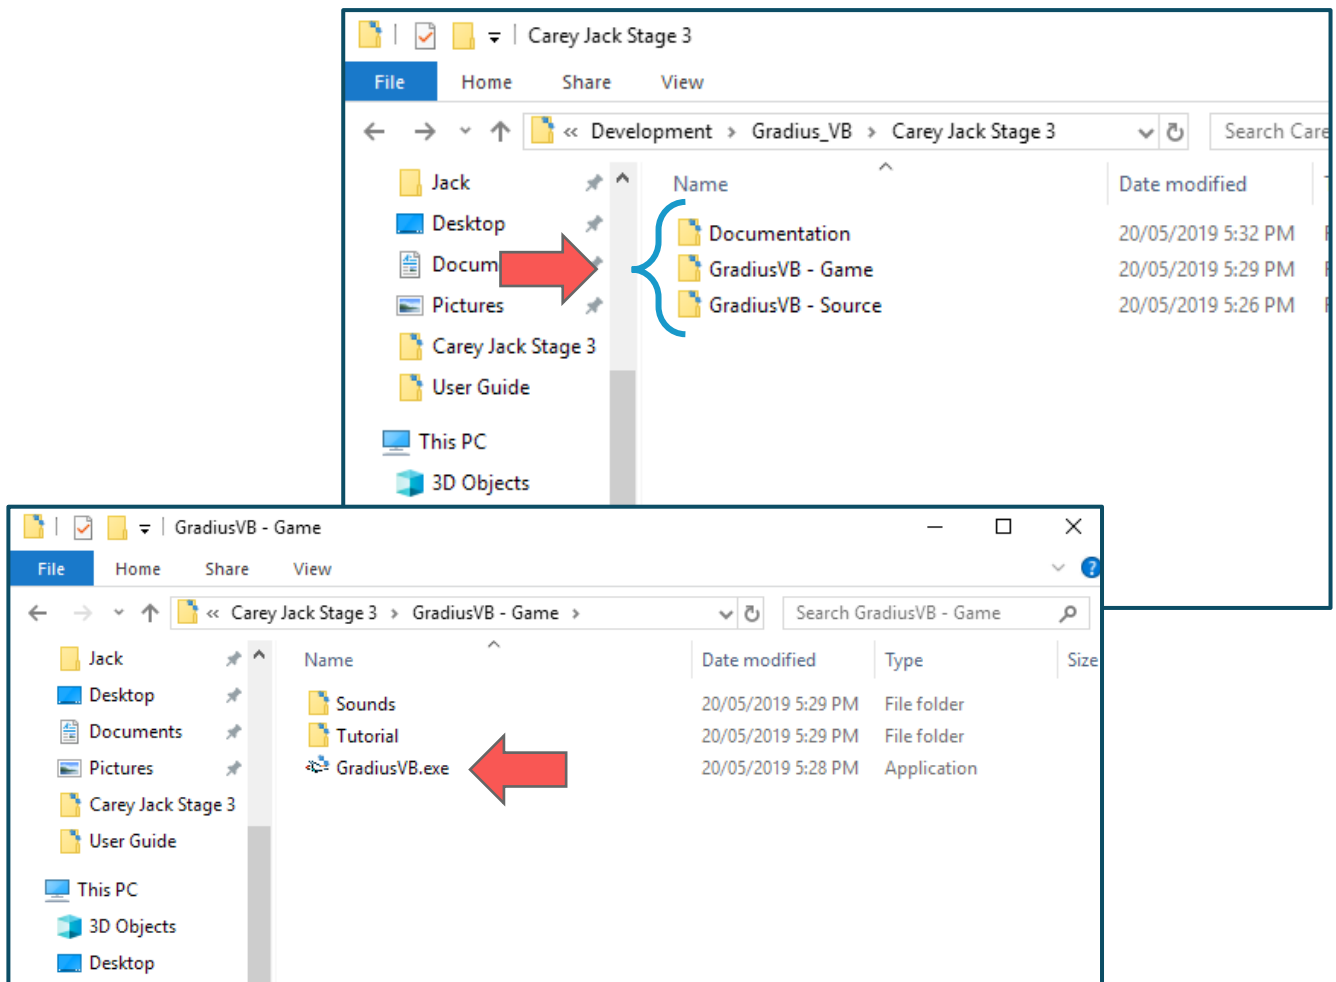 Carey Jack Stage 3
File Home Share View
« Development > Gradius_VB > Carey Jack Stage 3 Search Care
Name Date modified
Jack
Desktop
Docum
Pictures
Carey Jack Stage 3
User Guide
This PC
3D Objects
Documentation 20/05/2019 5:32 PM
GradiusVB - Game 20/05/2019 5:29 PM
GradiusVB - Source 20/05/2019 5:26 PM
GradiusVB - Game
File Home Share View
« Carey Jack Stage 3 > GradiusVB - Game > Search GradiusVB - Game
Name Date modified Type Size
Jack
Desktop
Documents
Pictures
Carey Jack Stage 3
User Guide
This PC
3D Objects
Desktop
Sounds 20/05/2019 5:29 PM File folder
Tutorial 20/05/2019 5:29 PM File folder
GradiusVB.exe 20/05/2019 5:28 PM Application